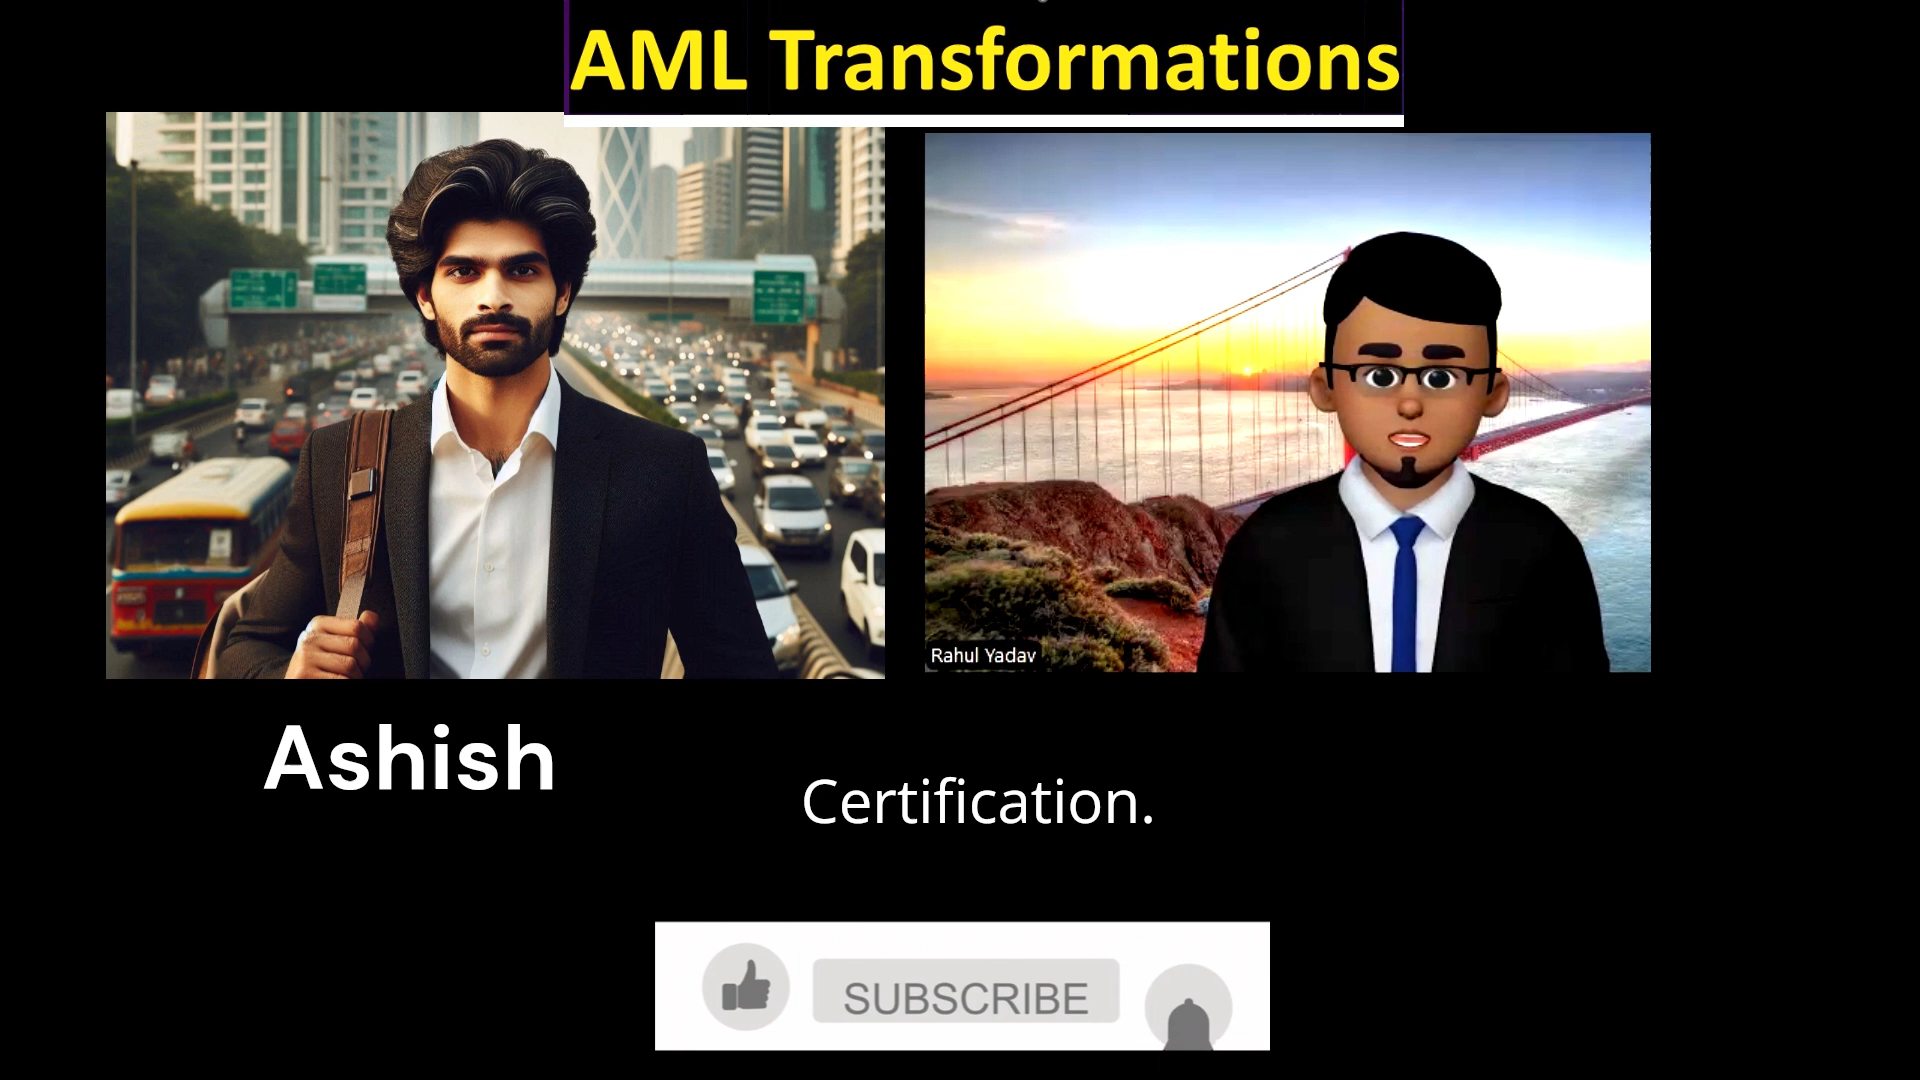 AML Transformations
Rahul Yadav
Ashish
Certification.
SUBSCRIBE